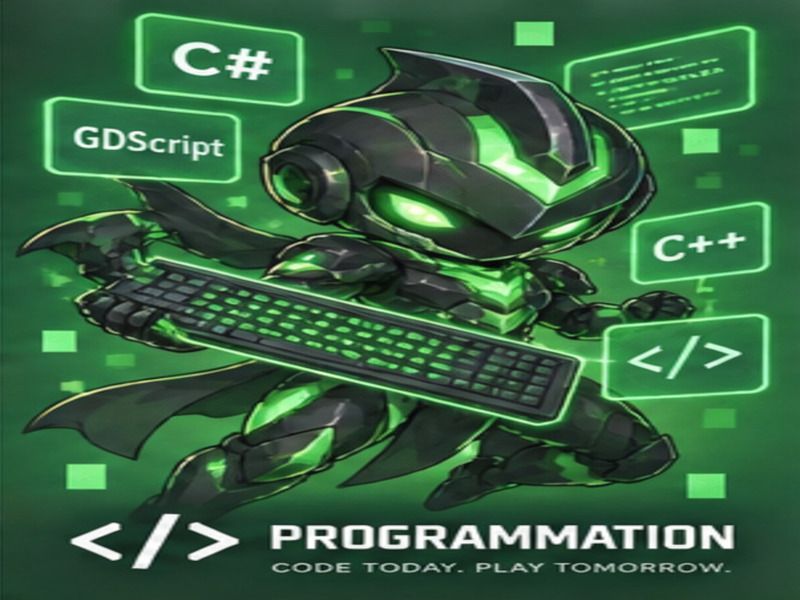 C#
GDScript
C++
</>
</> PROGRAMMATION
CODE TODAY. PLAY TOMORROW.